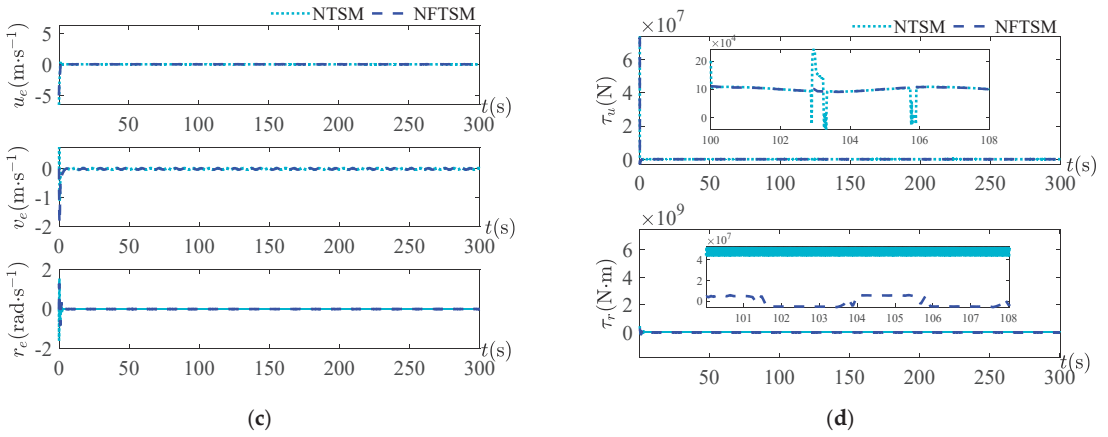 NTSM NFTSM
5
0
-5
u_e(m·s⁻¹)
50 100 150 200 250 300
t(s)
0
-1
-2
v_e(m·s⁻¹)
0 50 100 150 200 250 300
t(s)
2
0
-2
r_e(rad·s⁻¹)
0 50 100 150 200 250 300
t(s)
(c)
×10⁷
NTSM NFTSM
6
4
2
0
τ_u(N)
×10⁴
20
10
0
100 102 104 106 108
0 50 100 150 200 250 300
t(s)
×10⁹
6
4
2
0
τ_r(N·m)
×10⁷
4
2
0
101 102 103 104 105 106 107 108
50 100 150 200 250 300
t(s)
(d)